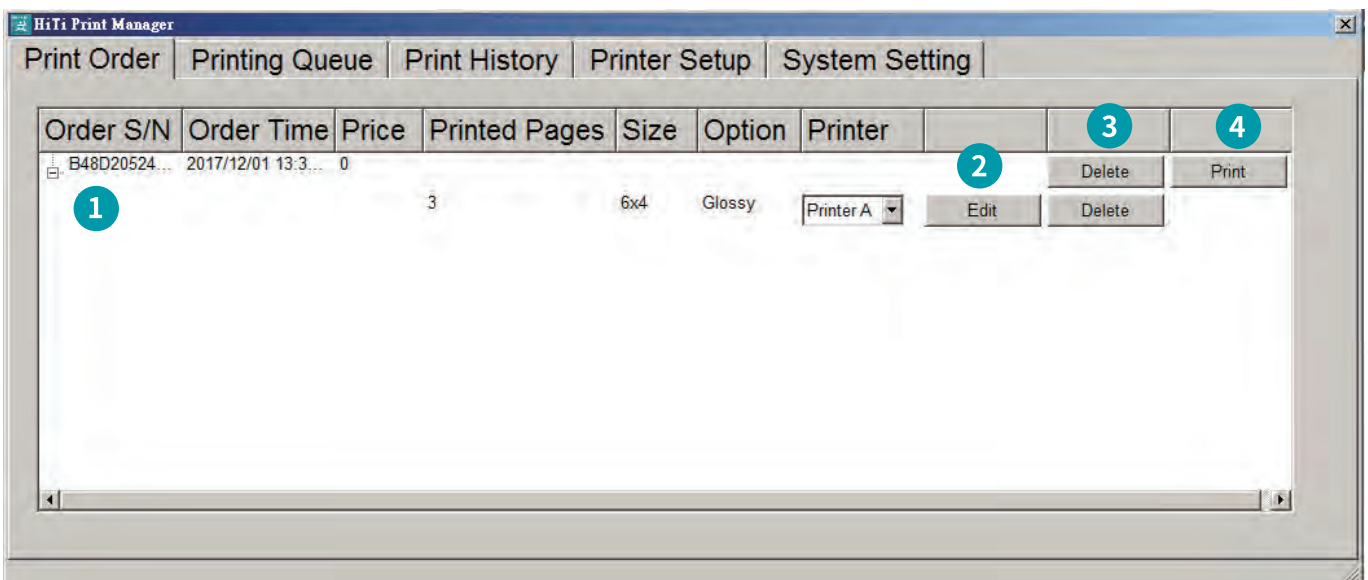 HiTi Print Manager
Print Order Printing Queue Print History Printer Setup System Setting
Order S/N Order Time Price Printed Pages Size Option Printer 3 4
B48D20524... 2017/12/01 13:3... 0 2 Delete Print
1 3 6x4 Glossy Printer A Edit Delete